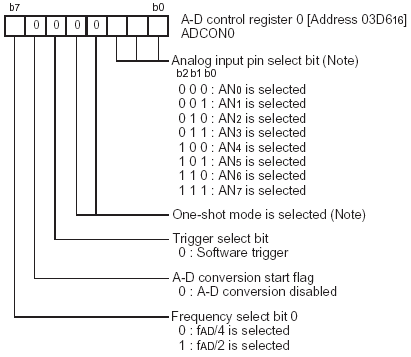 b7 b0
0 0 0 0
A-D control register 0 [Address 03D616]
ADCON0
Analog input pin select bit (Note)
b2 b1 b0
0 0 0 : AN0 is selected
0 0 1 : AN1 is selected
0 1 0 : AN2 is selected
0 1 1 : AN3 is selected
1 0 0 : AN4 is selected
1 0 1 : AN5 is selected
1 1 0 : AN6 is selected
1 1 1 : AN7 is selected
One-shot mode is selected (Note)
Trigger select bit
0 : Software trigger
A-D conversion start flag
0 : A-D conversion disabled
Frequency select bit 0
0 : fAD/4 is selected
1 : fAD/2 is selected